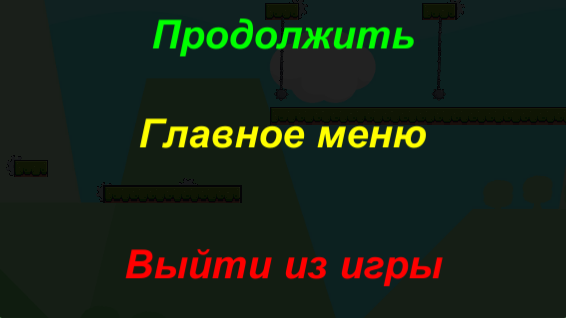 Продолжить
Главное меню
Выйти из игры